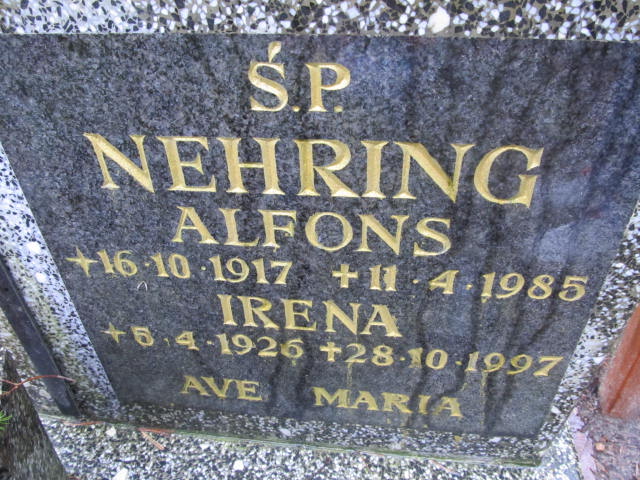 Ś.P.
NEHRING
ALFONS
+16·10·1917 +11·4·1985
IRENA
+5·4·1926 +28·10·1997
AVE MARIA